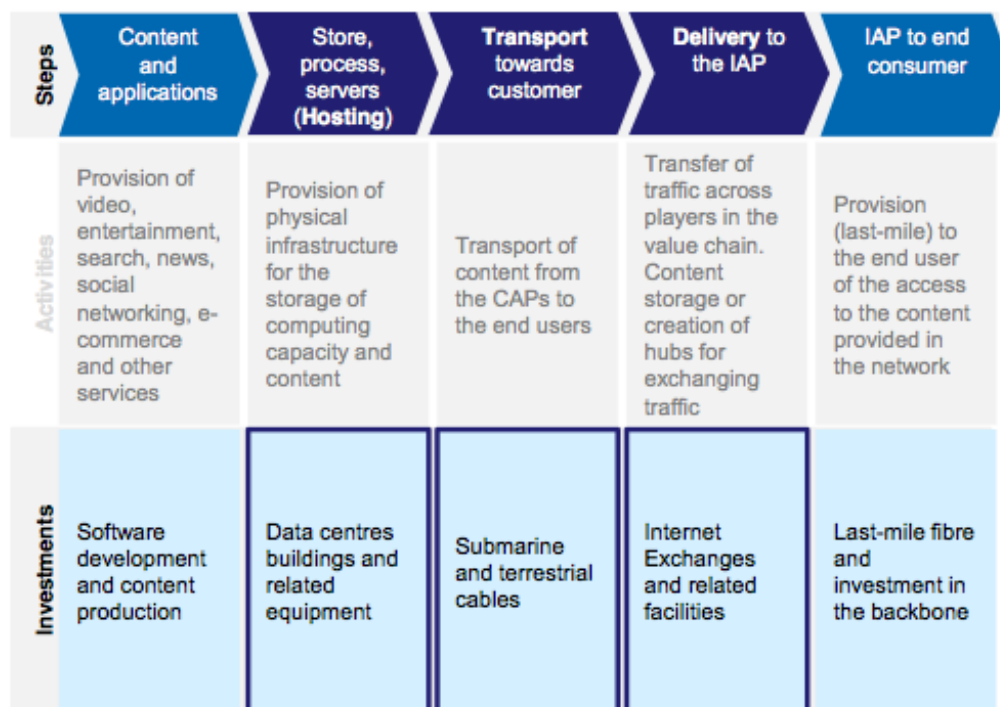 Steps
Content
and
applications
Store,
process,
servers
(Hosting)
Transport
towards
customer
Delivery to
the IAP
IAP to end
consumer
Activities
Provision of
video,
entertainment,
search, news,
social
networking, e-
commerce
and other
services
Provision of
physical
infrastructure
for the
storage of
computing
capacity and
content
Transport of
content from
the CAPs to
the end users
Transfer of
traffic across
players in the
value chain.
Content
storage or
creation of
hubs for
exchanging
traffic
Provision
(last-mile) to
the end user
of the access
to the content
provided in
the network
Investments
Software
development
and content
production
Data centres
buildings and
related
equipment
Submarine
and terrestrial
cables
Internet
Exchanges
and related
facilities
Last-mile fibre
and
investment in
the backbone